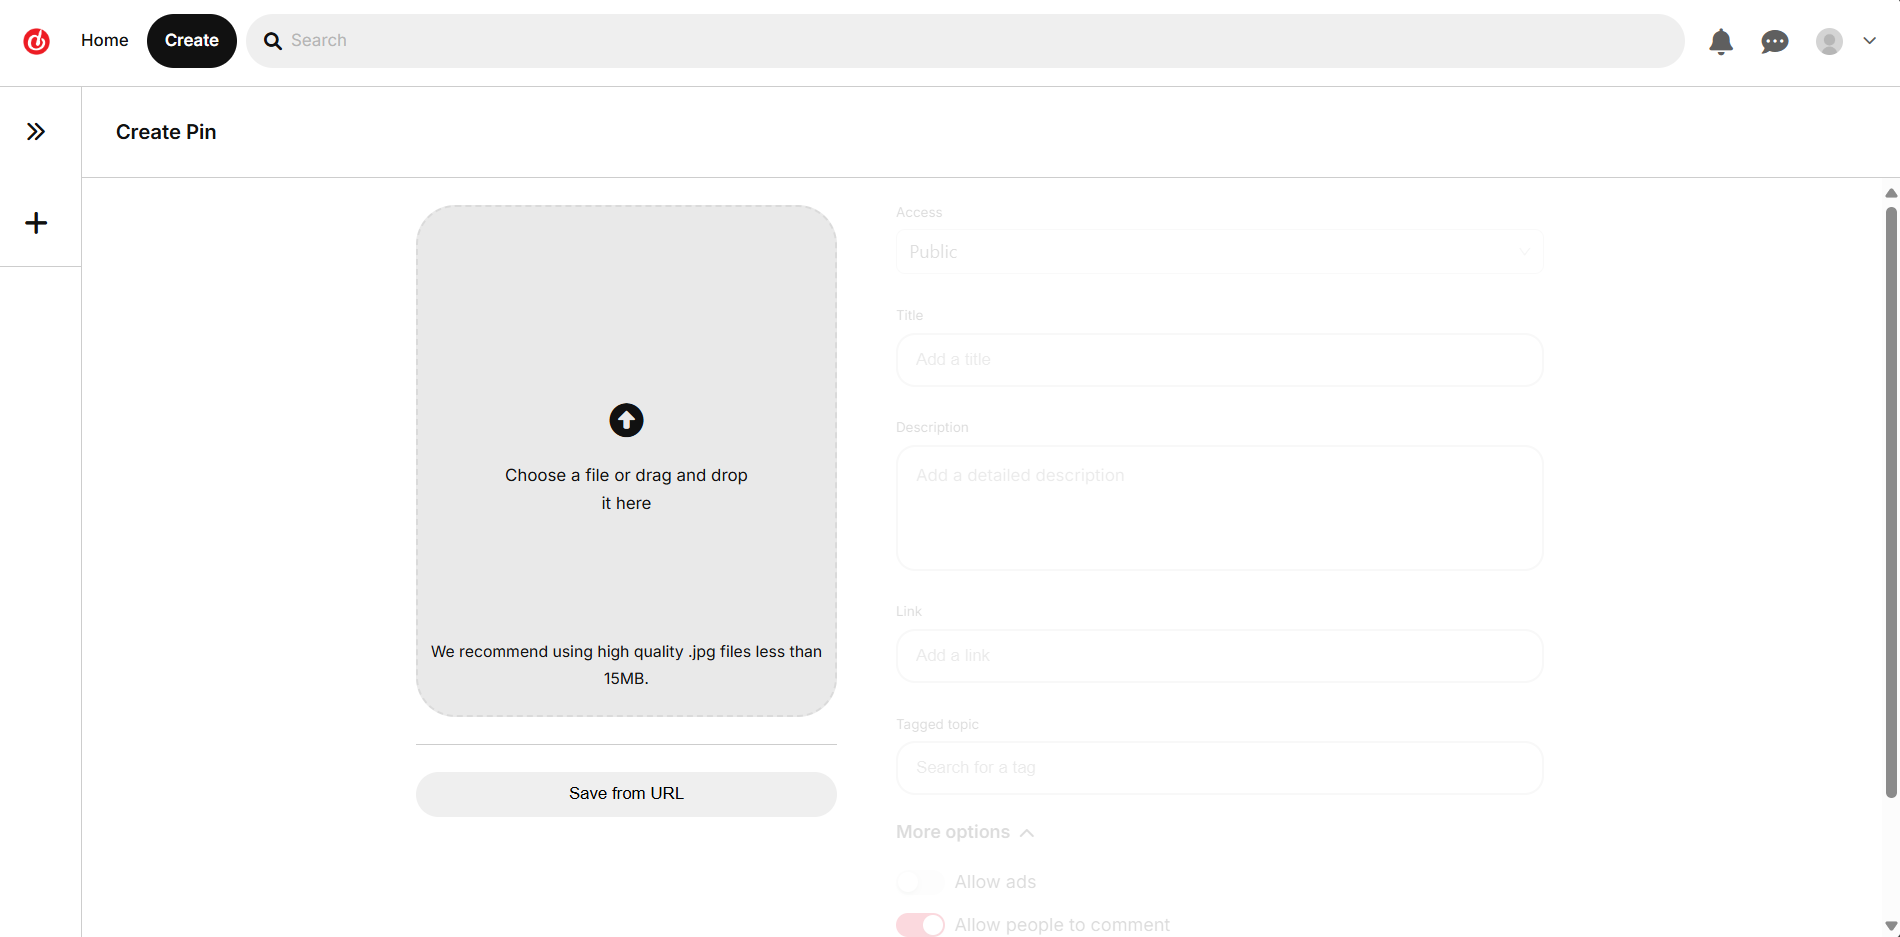 Home
Create
Search
Create Pin
Choose a file or drag and drop
it here
We recommend using high quality .jpg files less than
15MB.
Save from URL
Access
Public
Title
Add a title
Description
Add a detailed description
Link
Add a link
Tagged topic
Search for a tag
More options
Allow ads
Allow people to comment